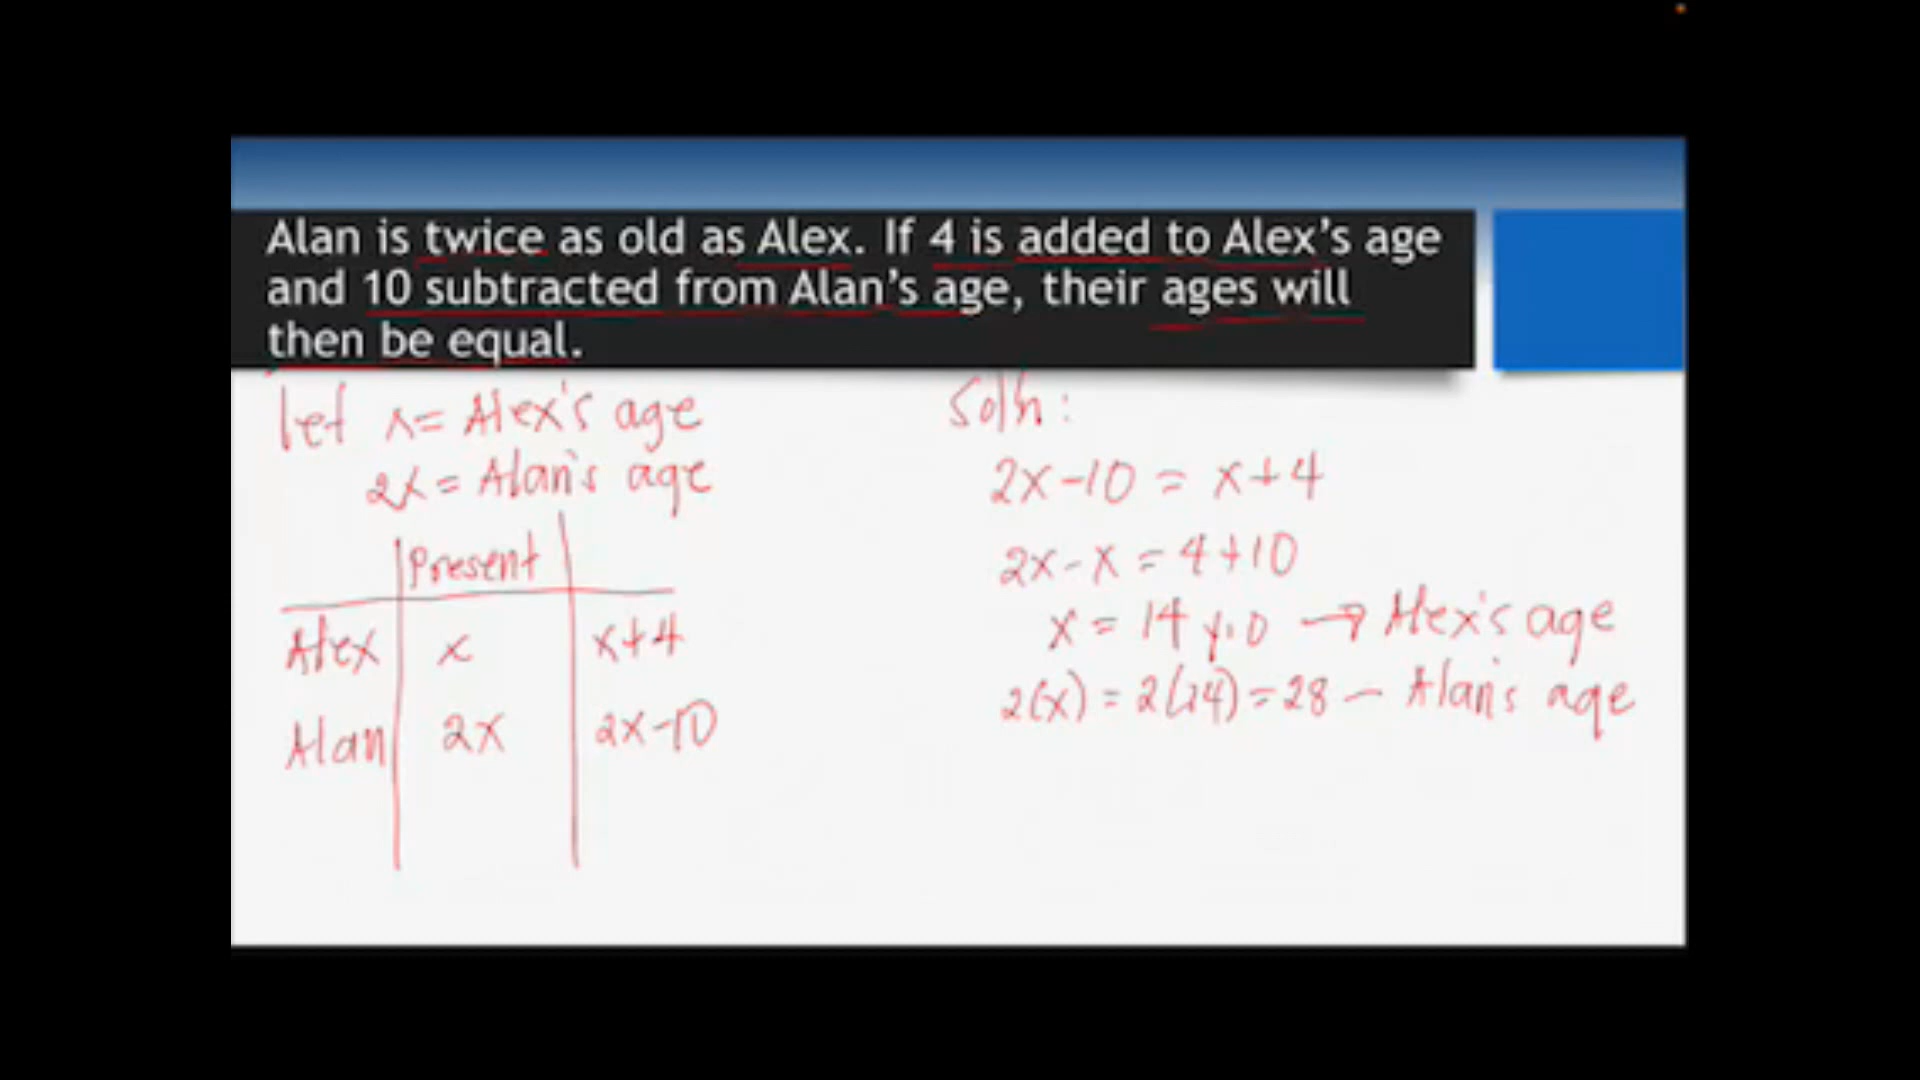 Alan is twice as old as Alex. If 4 is added to Alex's age
and 10 subtracted from Alan's age, their ages will
then be equal.
let x = Alex's age
2x = Alan's age
Present
Alex x x+4
Alan 2x 2x-10
Soln:
2x-10 = x+4
2x-x = 4+10
x = 14 y.o → Alex's age
2(x) = 2(14) = 28 — Alan's age